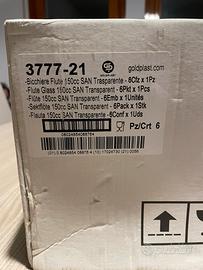 3777-21
goldplast.com
-Bicchiere Flute 150cc SAN Trasparente - 6Cfz x 1Pz
-Flute Glass 150cc SAN Transparent - 6Pkt x 1Pcs
-Flûte 150cc SAN Transparent - 6Emb x 1Unités
-Sektflöte 150cc SAN Transparent - 6Pack x 1Stk
-Flauta 150cc SAN Transparente - 6Conf x 1Uds
Pz/Crt 6